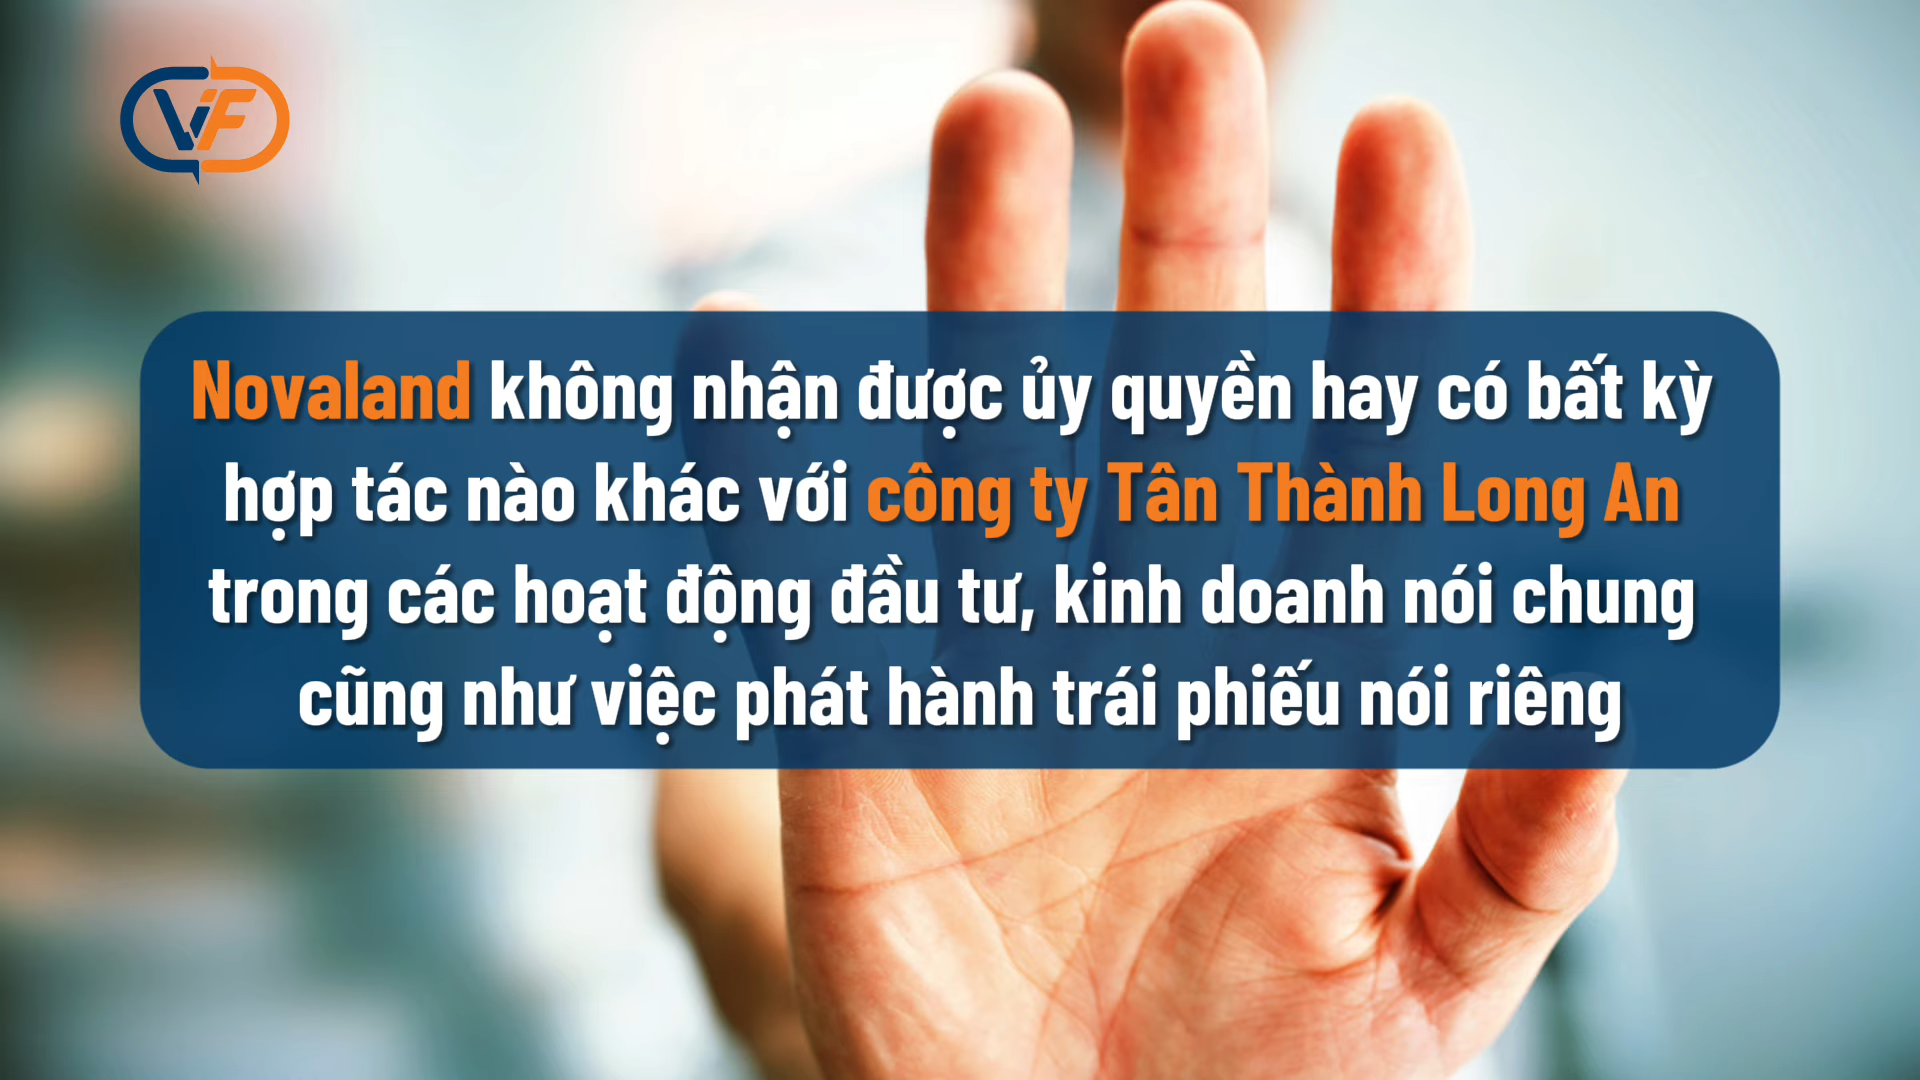 VF
Novaland không nhận được ủy quyền hay có bất kỳ
hợp tác nào khác với công ty Tân Thành Long An
trong các hoạt động đầu tư, kinh doanh nói chung
cũng như việc phát hành trái phiếu nói riêng